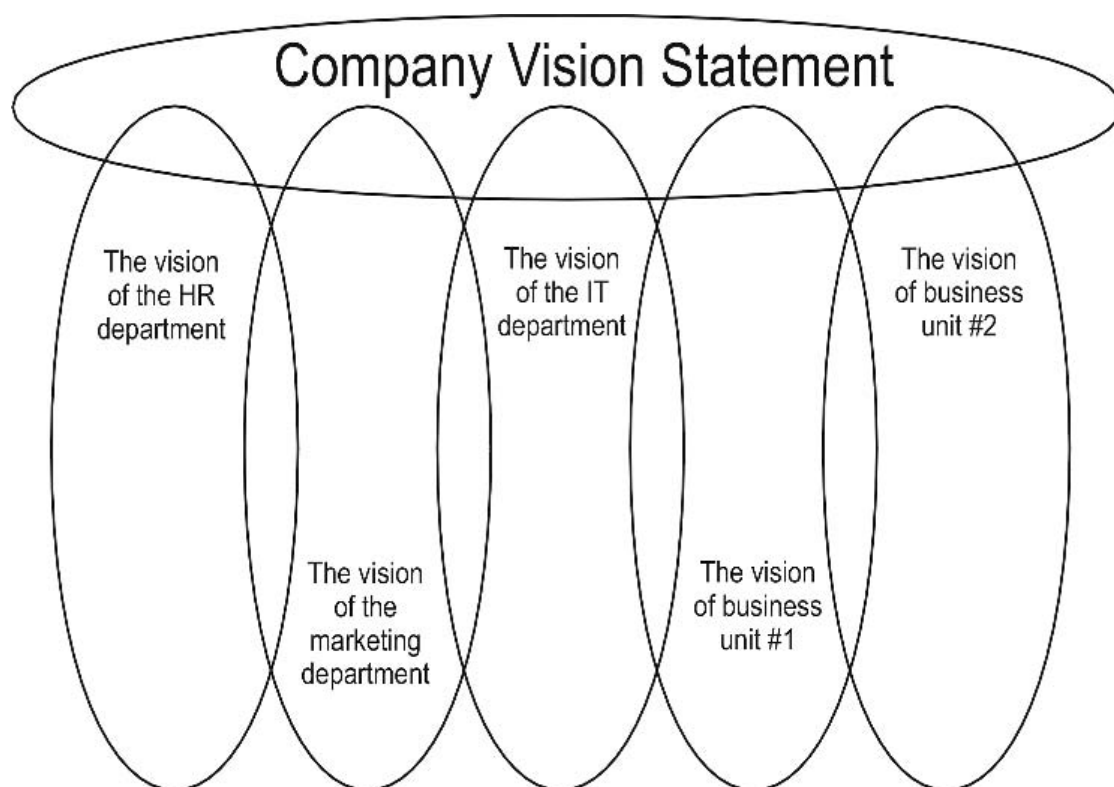 Company Vision Statement
The vision
of the HR
department
The vision
of the IT
department
The vision
of business
unit #2
The vision
of the
marketing
department
The vision
of business
unit #1